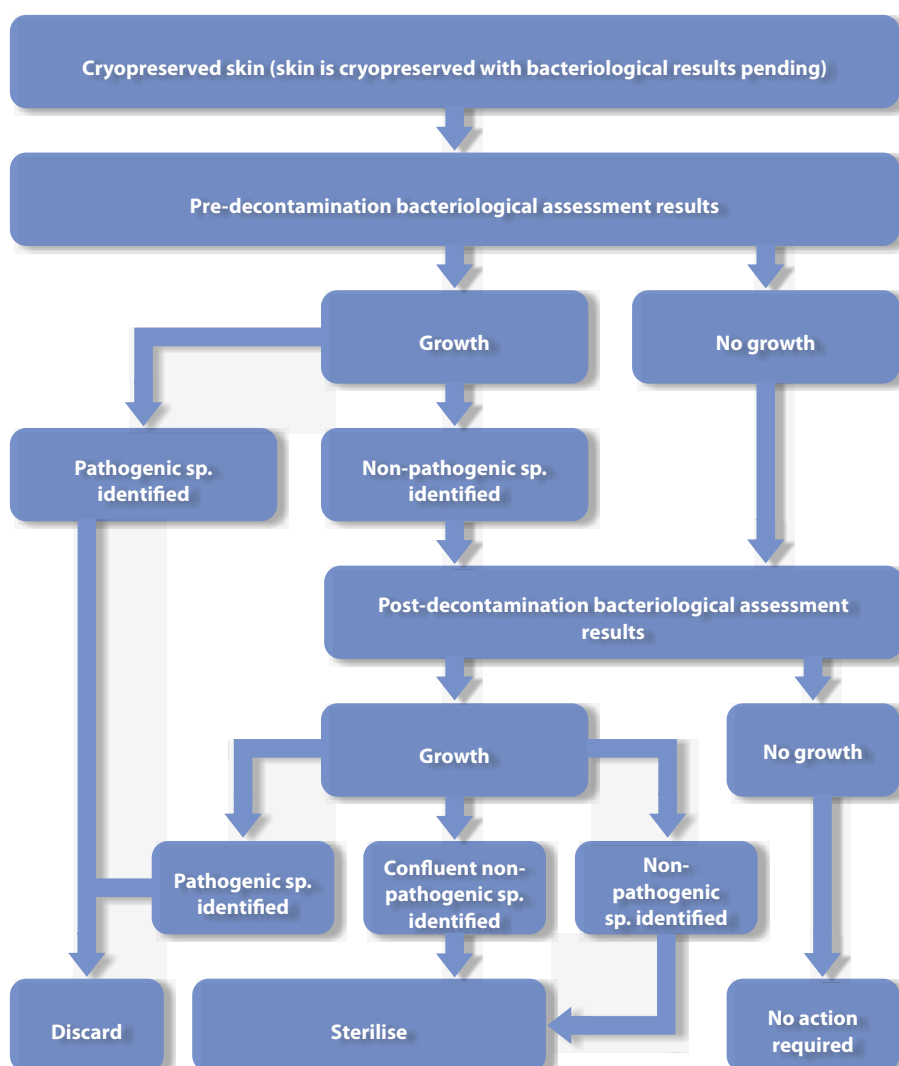 Cryopreserved skin (skin is cryopreserved with bacteriological results pending)
Pre-decontamination bacteriological assessment results
Growth
No growth
Pathogenic sp.
identified
Non-pathogenic sp.
identified
Post-decontamination bacteriological assessment
results
Growth
No growth
Pathogenic sp.
identified
Confluent non-
pathogenic sp.
identified
Non-
pathogenic
sp. identified
Discard
Sterilise
No action
required